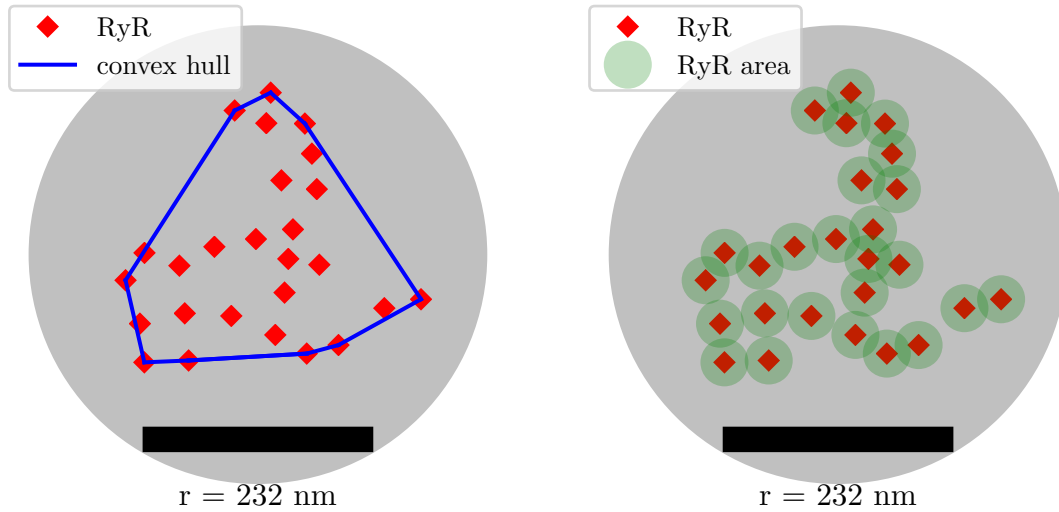 RyR
convex hull
r = 232 nm
RyR
RyR area
r = 232 nm